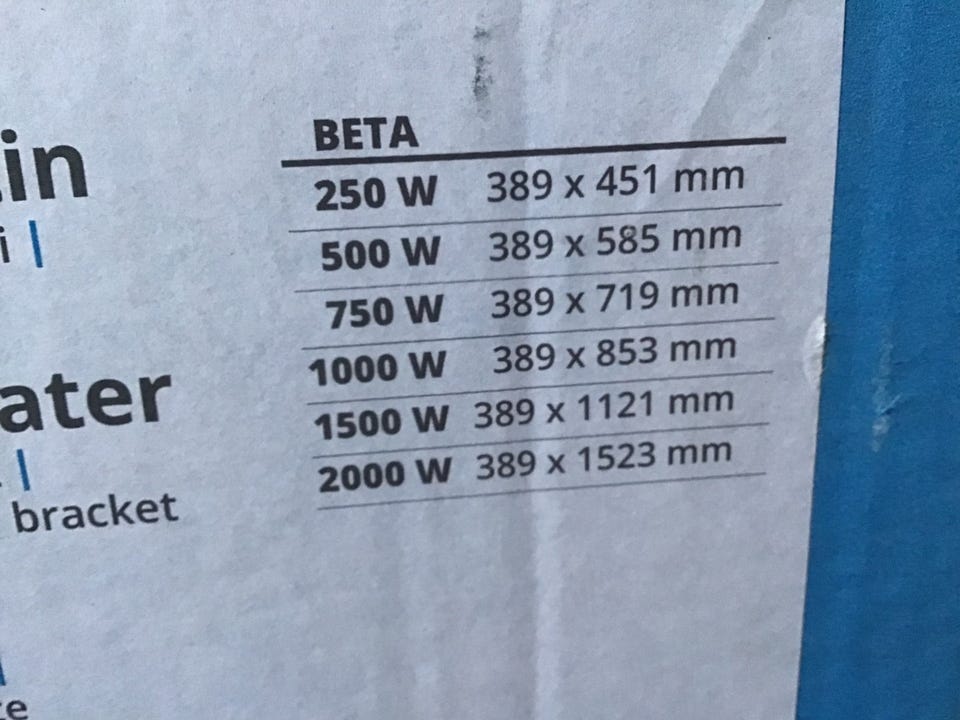 BETA
250 W 389 x 451 mm
500 W 389 x 585 mm
750 W 389 x 719 mm
1000 W 389 x 853 mm
1500 W 389 x 1121 mm
2000 W 389 x 1523 mm
in
i |
ater
|
bracket